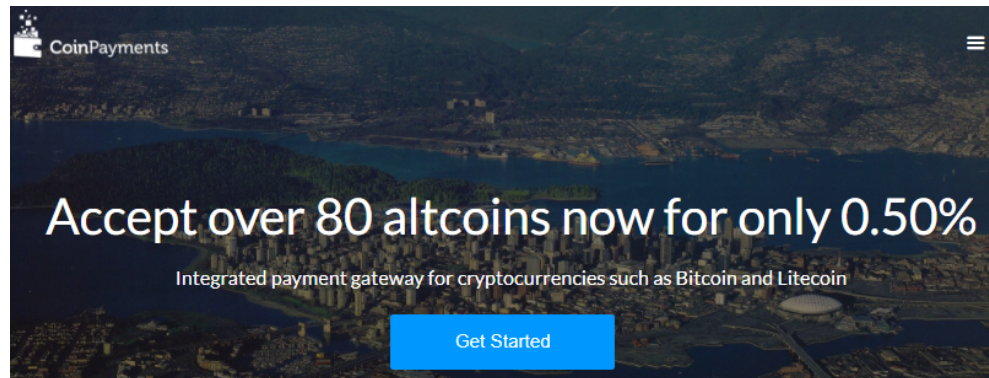 CoinPayments
Accept over 80 altcoins now for only 0.50%
Integrated payment gateway for cryptocurrencies such as Bitcoin and Litecoin
Get Started